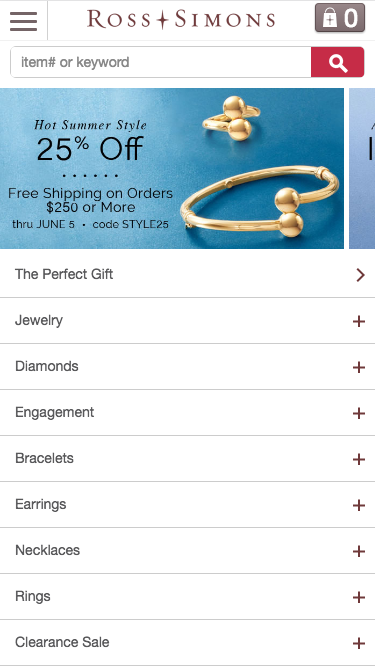 ROSS+SIMONS
0
item# or keyword
Hot Summer Style
25% Off
Free Shipping on Orders
$250 or More
thru JUNE 5 • code STYLE25
The Perfect Gift
Jewelry
Diamonds
Engagement
Bracelets
Earrings
Necklaces
Rings
Clearance Sale